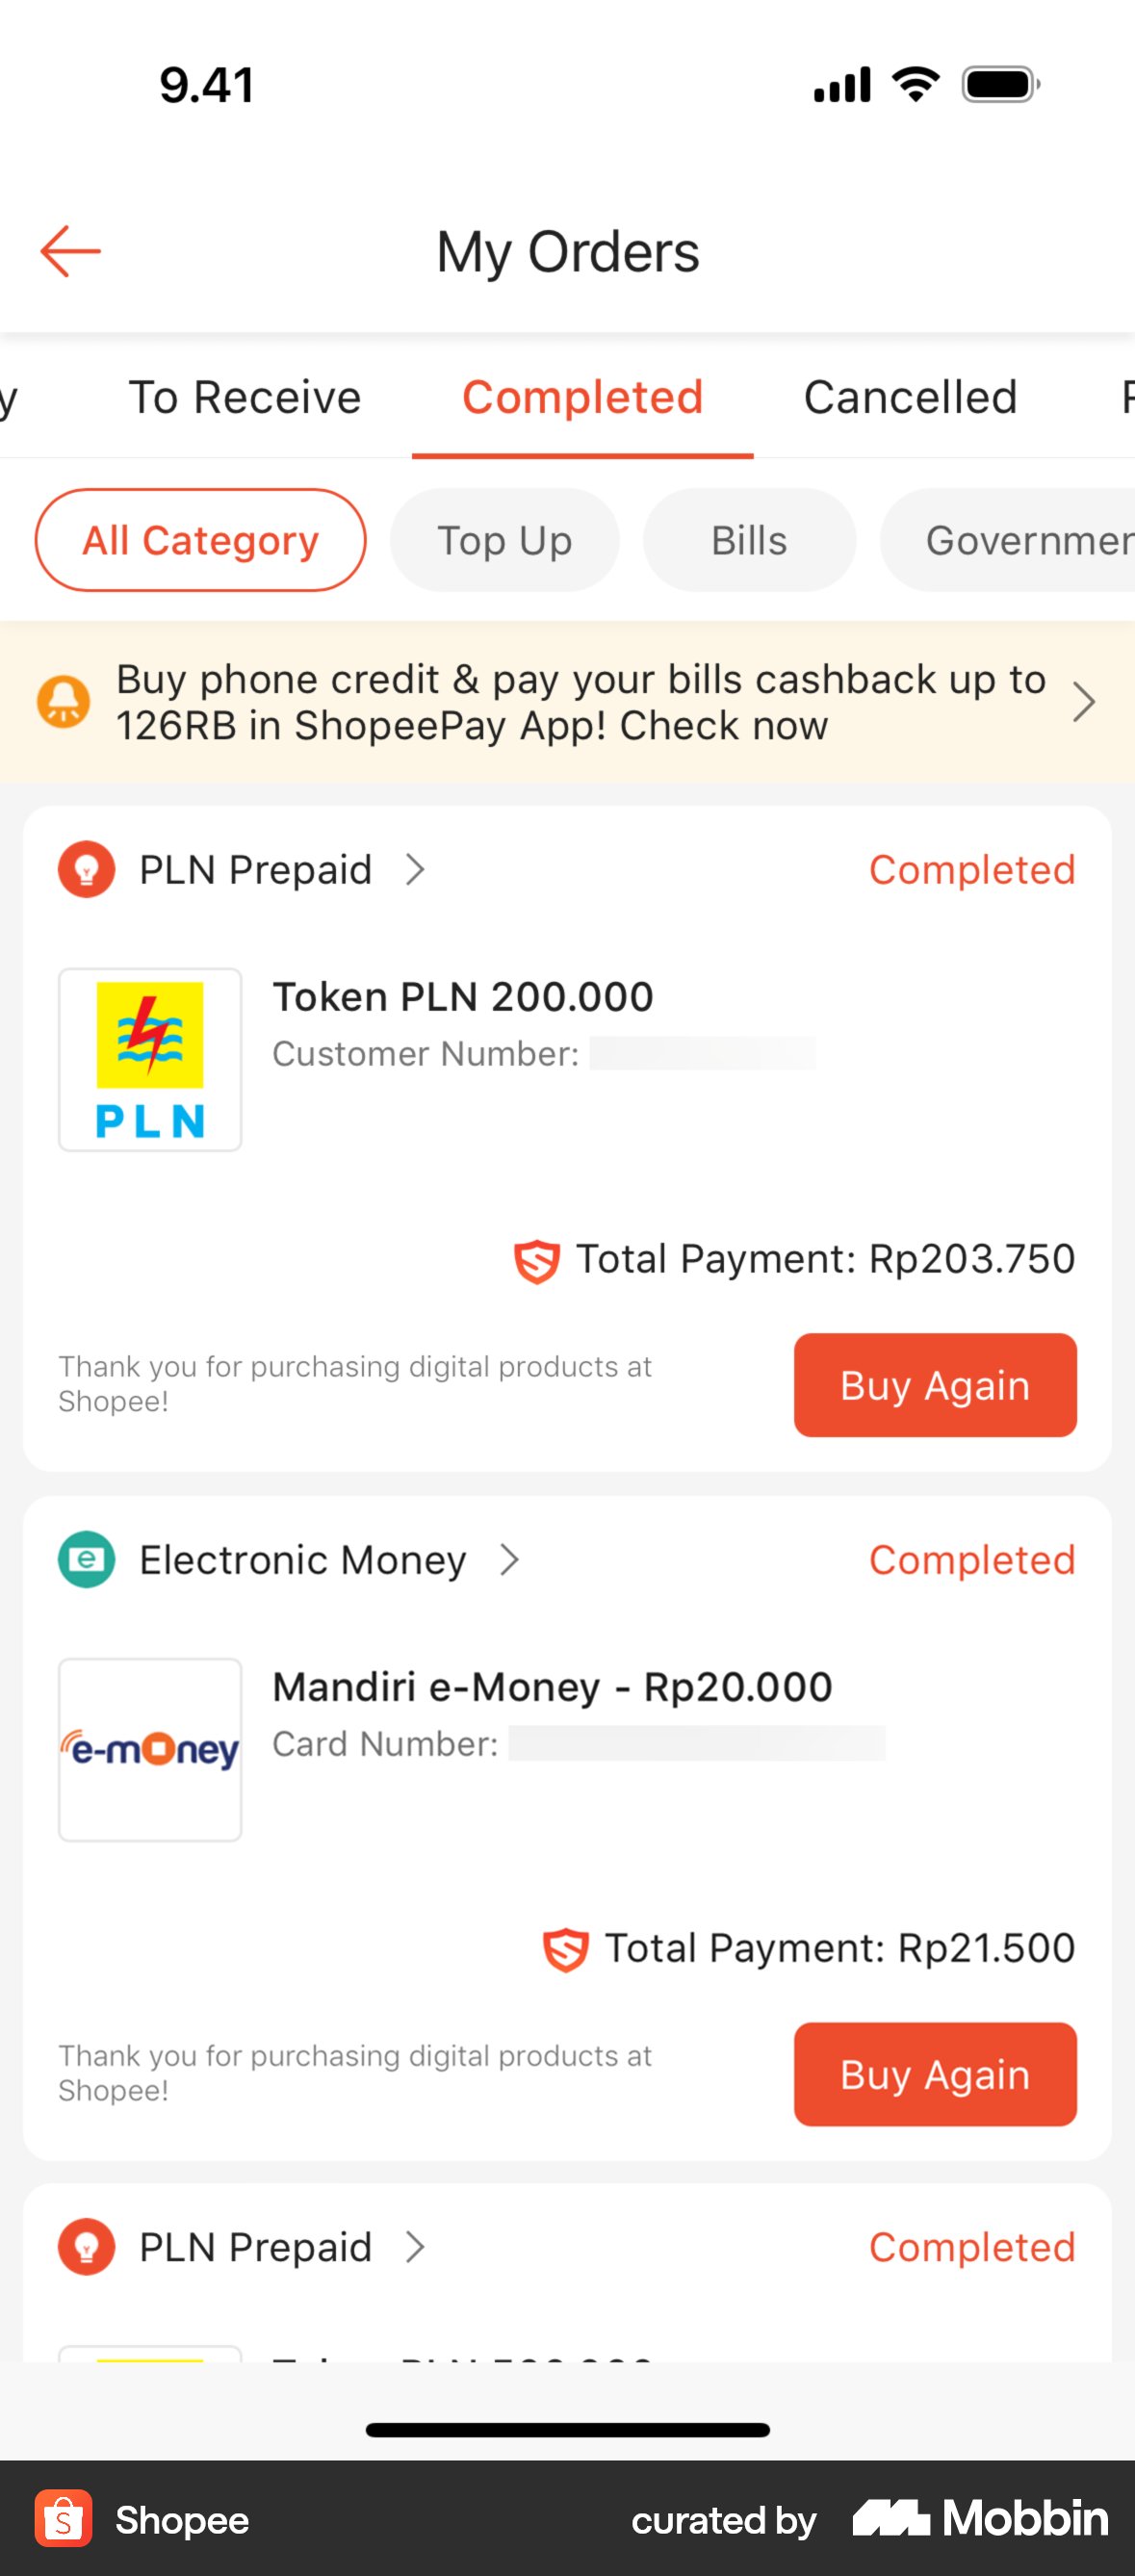 9.41
My Orders
To Receive
Completed
Cancelled
All Category
Top Up
Bills
Buy phone credit & pay your bills cashback up to
126RB in ShopeePay App! Check now
PLN Prepaid
Completed
PLN
Token PLN 200.000
Customer Number:
Total Payment: Rp203.750
Thank you for purchasing digital products at
Shopee!
Buy Again
Electronic Money
Completed
e-money
Mandiri e-Money - Rp20.000
Card Number:
Total Payment: Rp21.500
Thank you for purchasing digital products at
Shopee!
Buy Again
PLN Prepaid
Completed
Shopee
curated by
Mobbin